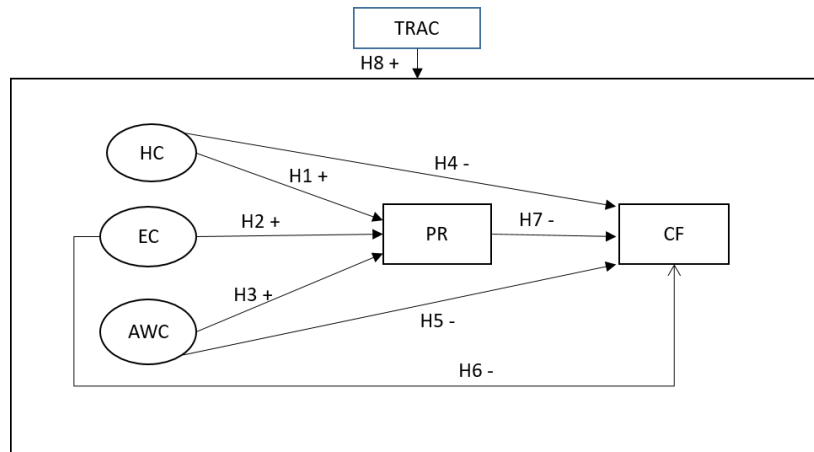 TRAC
H8 +
HC
H4 -
H1 +
EC
H2 +
PR
H7 -
CF
H3 +
AWC
H5 -
H6 -